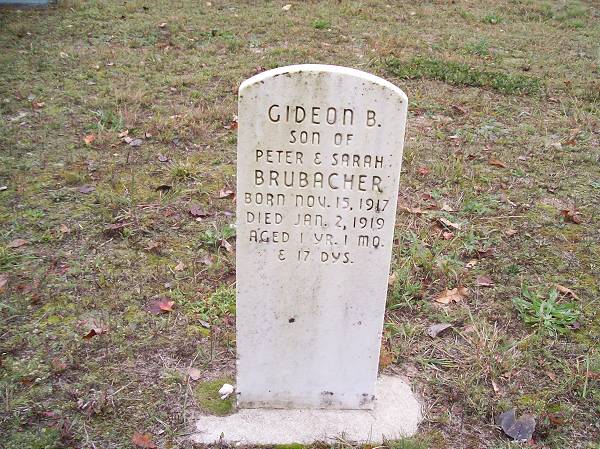 GIDEON B.
SON OF
PETER & SARAH
BRUBACHER
BORN NOV. 15, 1917
DIED JAN. 2, 1919
AGED 1 YR. 1 MO.
& 17 DYS.